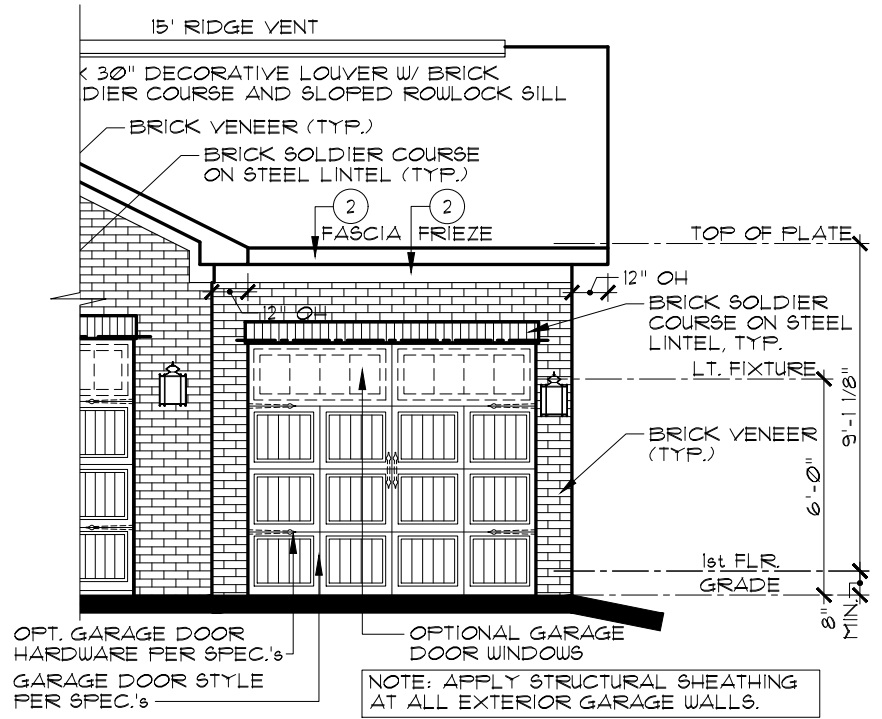 15' RIDGE VENT
30" DECORATIVE LOUVER W/ BRICK
DIER COURSE AND SLOPED ROWLOCK SILL
BRICK VENEER (TYP.)
BRICK SOLDIER COURSE
ON STEEL LINTEL (TYP.)
2 2
FASCIA FRIEZE
TOP OF PLATE
12" OH
12" OH
BRICK SOLDIER
COURSE ON STEEL
LINTEL, TYP.
LT. FIXTURE
9'-1 1/8"
BRICK VENEER
(TYP.)
6'-0"
1st FLR.
GRADE
8"
MIN.
OPT. GARAGE DOOR
HARDWARE PER SPEC.'s
OPTIONAL GARAGE
DOOR WINDOWS
GARAGE DOOR STYLE
PER SPEC.'s
NOTE: APPLY STRUCTURAL SHEATHING
AT ALL EXTERIOR GARAGE WALLS.